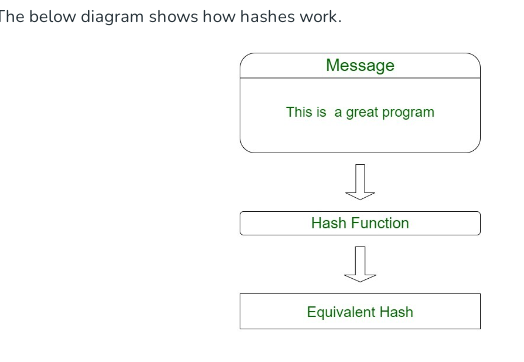 The below diagram shows how hashes work.
Message
This is a great program
Hash Function
Equivalent Hash